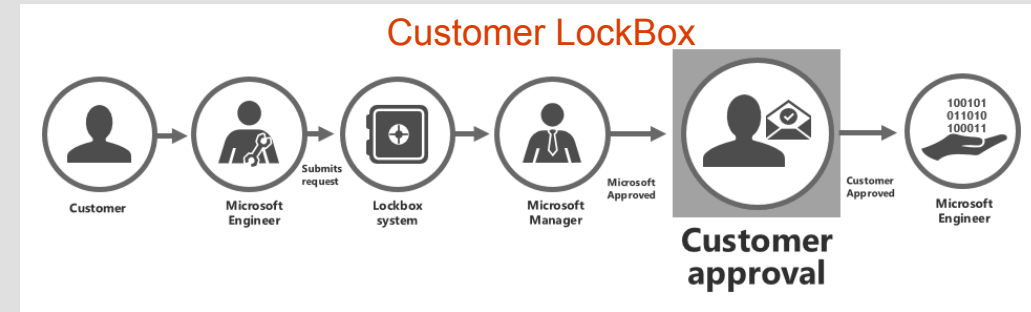 Customer LockBox
100101
011010
100011
Submits
request
Microsoft
Approved
Customer
Approved
Customer
Microsoft
Engineer
Lockbox
system
Microsoft
Manager
Customer
approval
Microsoft
Engineer